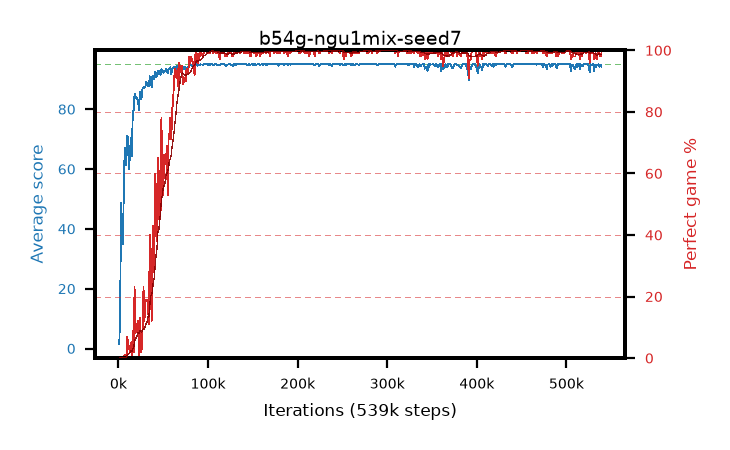 b54g-ngu1mix-seed7
100
80
80
60
60
40
40
20
20
0
0
Average score
Perfect game %
0k
100k
200k
300k
400k
500k
Iterations (539k steps)